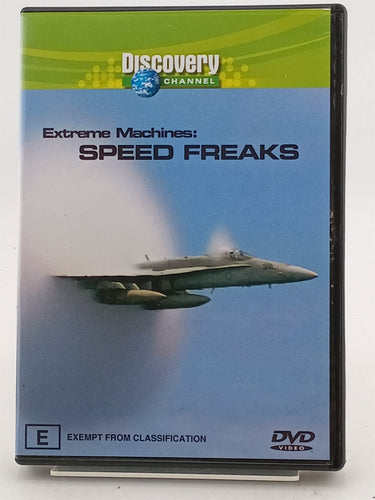 Discovery
CHANNEL
Extreme Machines:
SPEED FREAKS
E
EXEMPT FROM CLASSIFICATION
DVD
VIDEO